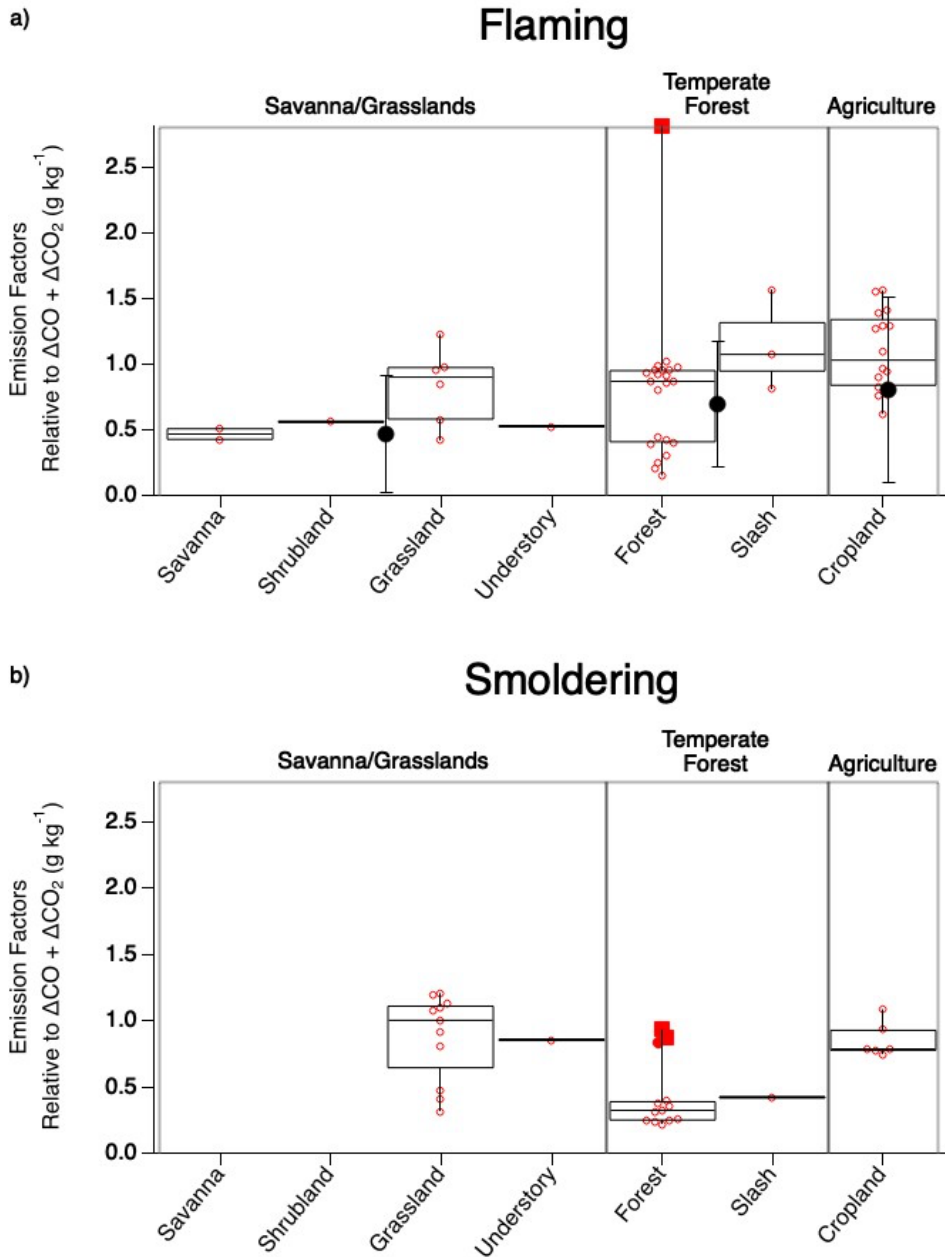 a)
Flaming
Savanna/Grasslands
Temperate
Forest
Agriculture
Emission Factors
Relative to ΔCO + ΔCO₂ (g kg⁻¹)
2.5
2.0
1.5
1.0
0.5
0.0
Savanna
Shrubland
Grassland
Understory
Forest
Slash
Cropland
b)
Smoldering
Savanna/Grasslands
Temperate
Forest
Agriculture
Emission Factors
Relative to ΔCO + ΔCO₂ (g kg⁻¹)
2.5
2.0
1.5
1.0
0.5
0.0
Savanna
Shrubland
Grassland
Understory
Forest
Slash
Cropland